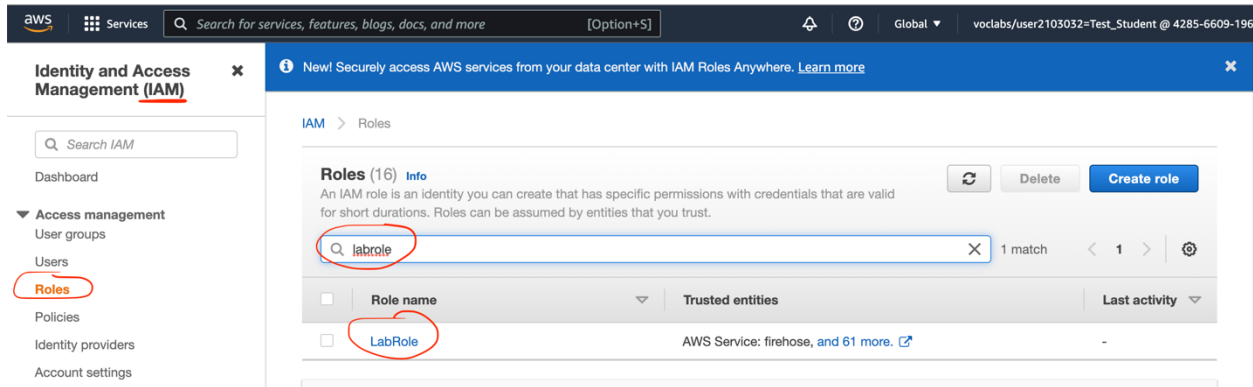 aws
Services
Search for services, features, blogs, docs, and more
[Option+S]
Global ▼
voclabs/user2103032=Test_Student @ 4285-6609-196
Identity and Access
Management (IAM)
Search IAM
Dashboard
Access management
User groups
Users
Roles
Policies
Identity providers
Account settings
New! Securely access AWS services from your data center with IAM Roles Anywhere. Learn more
IAM > Roles
Roles (16) Info
An IAM role is an identity you can create that has specific permissions with credentials that are valid
for short durations. Roles can be assumed by entities that you trust.
Delete
Create role
labrole
1 match
1
Role name
Trusted entities
Last activity
LabRole
AWS Service: firehose, and 61 more.
-